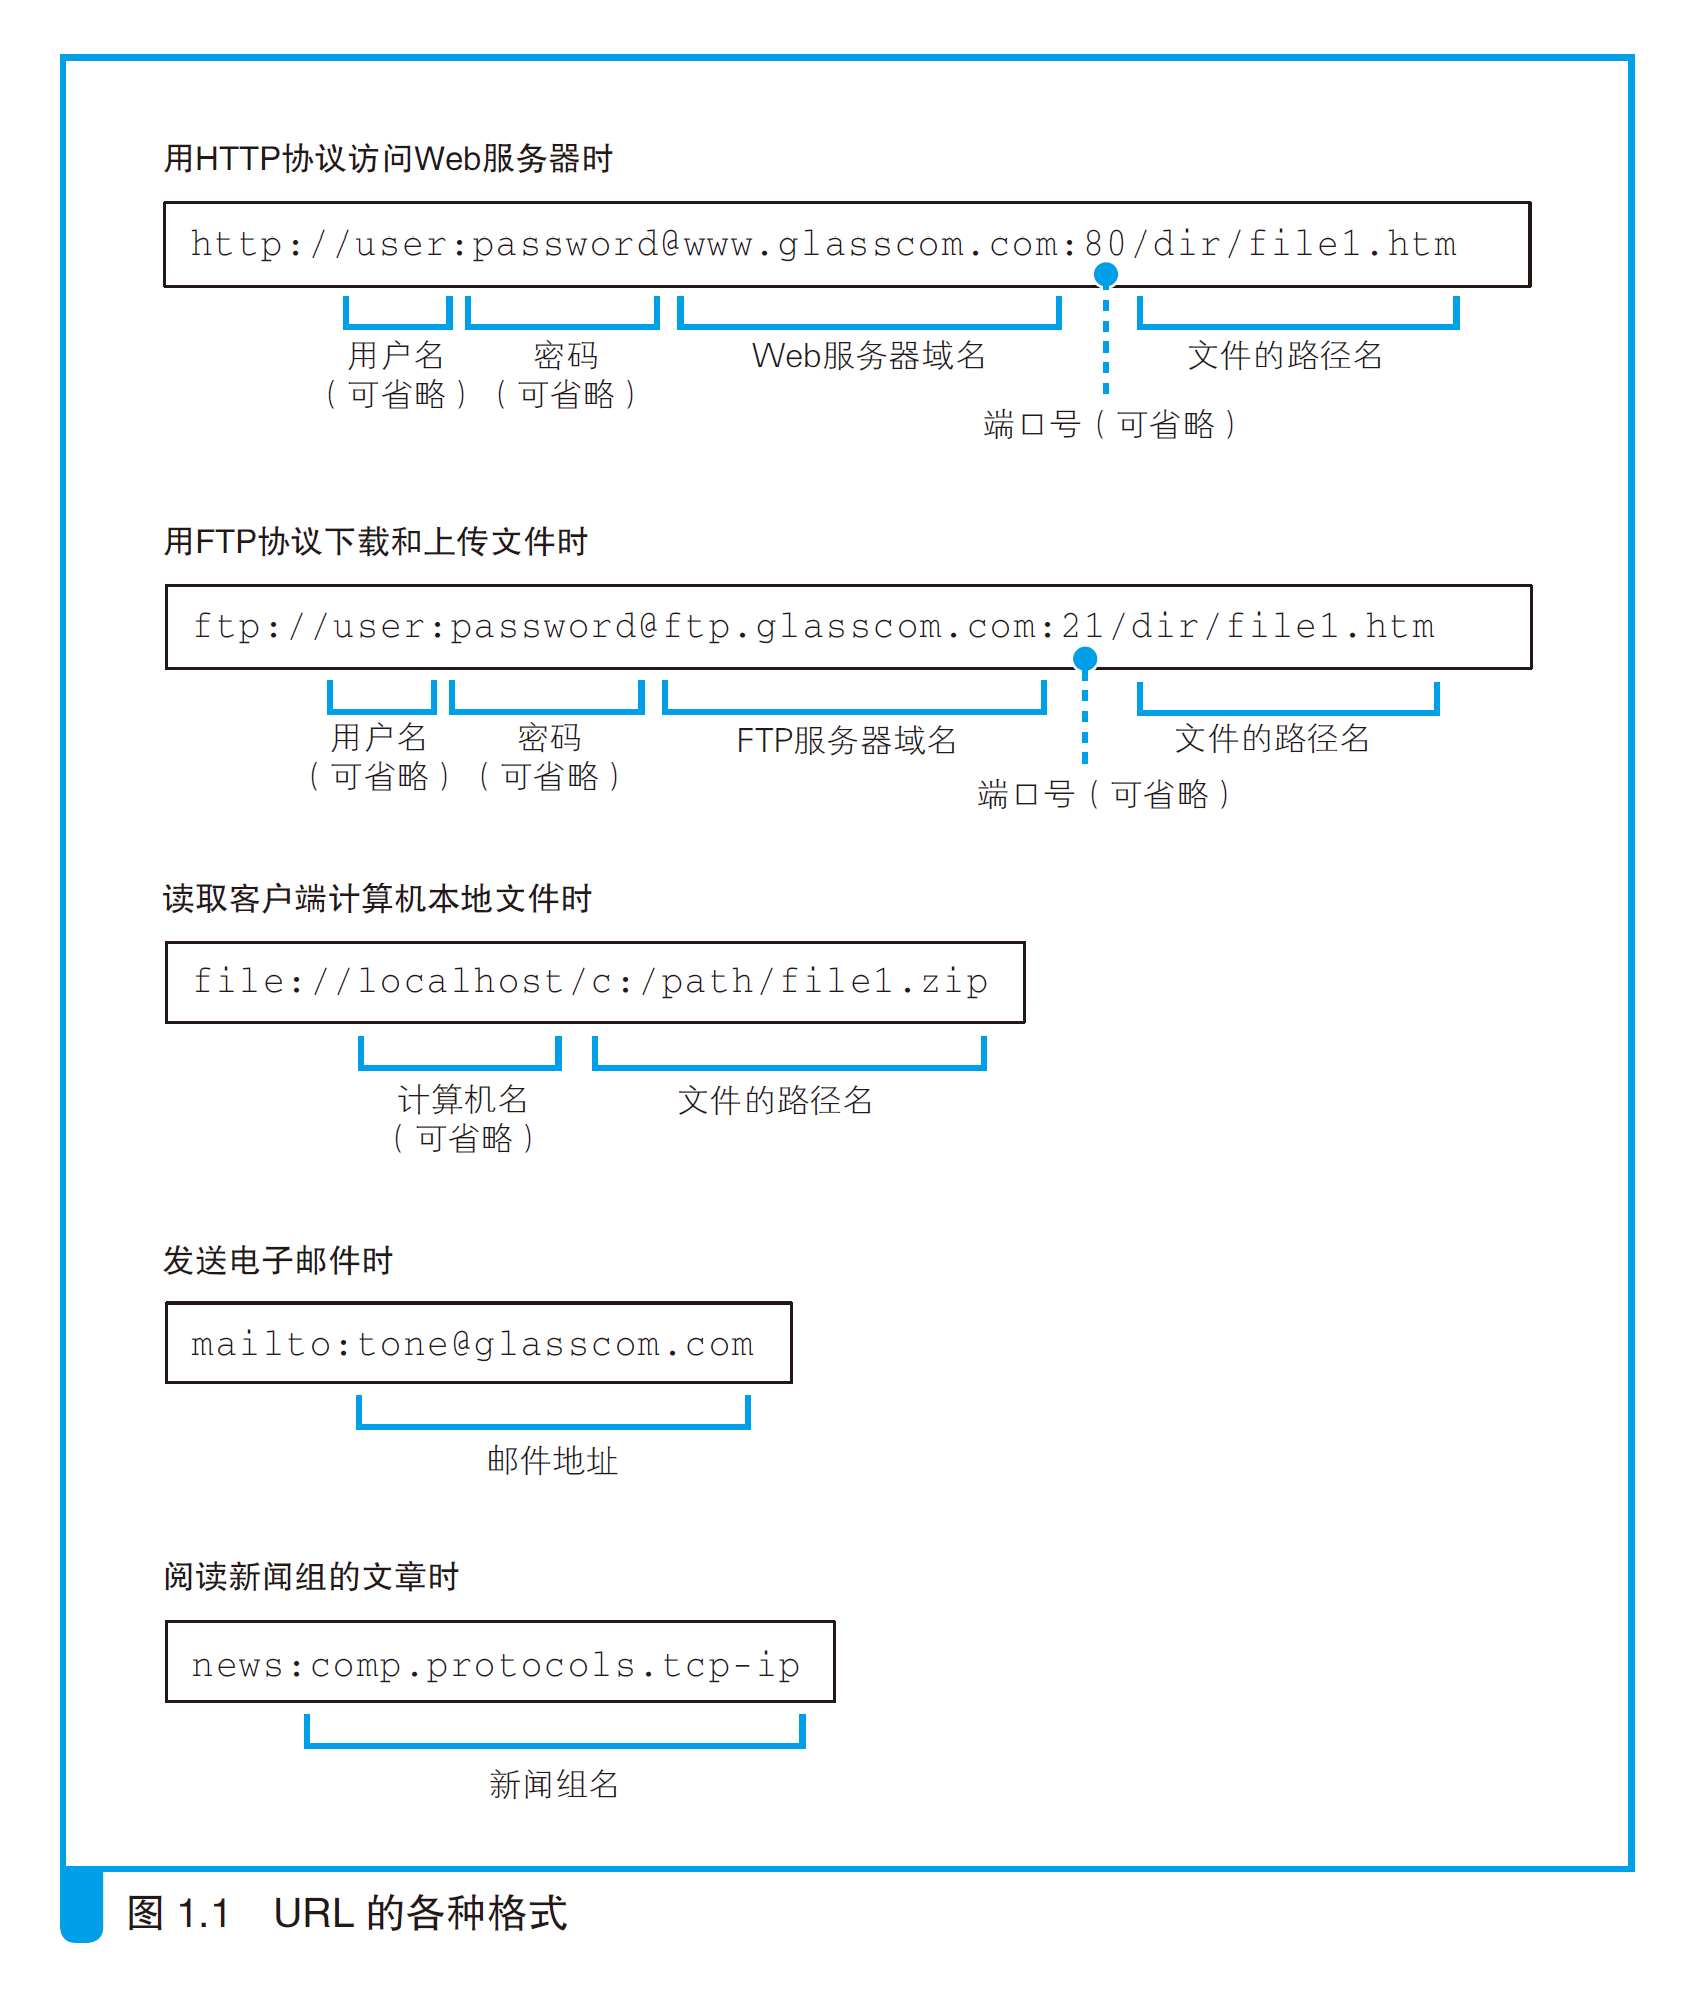 用HTTP协议访问Web服务器时
http://user:password@www.glasscom.com:80/dir/file1.htm
用户名 密码 Web服务器域名 文件的路径名
（可省略）（可省略）
端口号（可省略）
用FTP协议下载和上传文件时
ftp://user:password@ftp.glasscom.com:21/dir/file1.htm
用户名 密码 FTP服务器域名 文件的路径名
（可省略）（可省略）
端口号（可省略）
读取客户端计算机本地文件时
file://localhost/c:/path/file1.zip
计算机名 文件的路径名
（可省略）
发送电子邮件时
mailto:tone@glasscom.com
邮件地址
阅读新闻组的文章时
news:comp.protocols.tcp-ip
新闻组名
图 1.1 URL 的各种格式